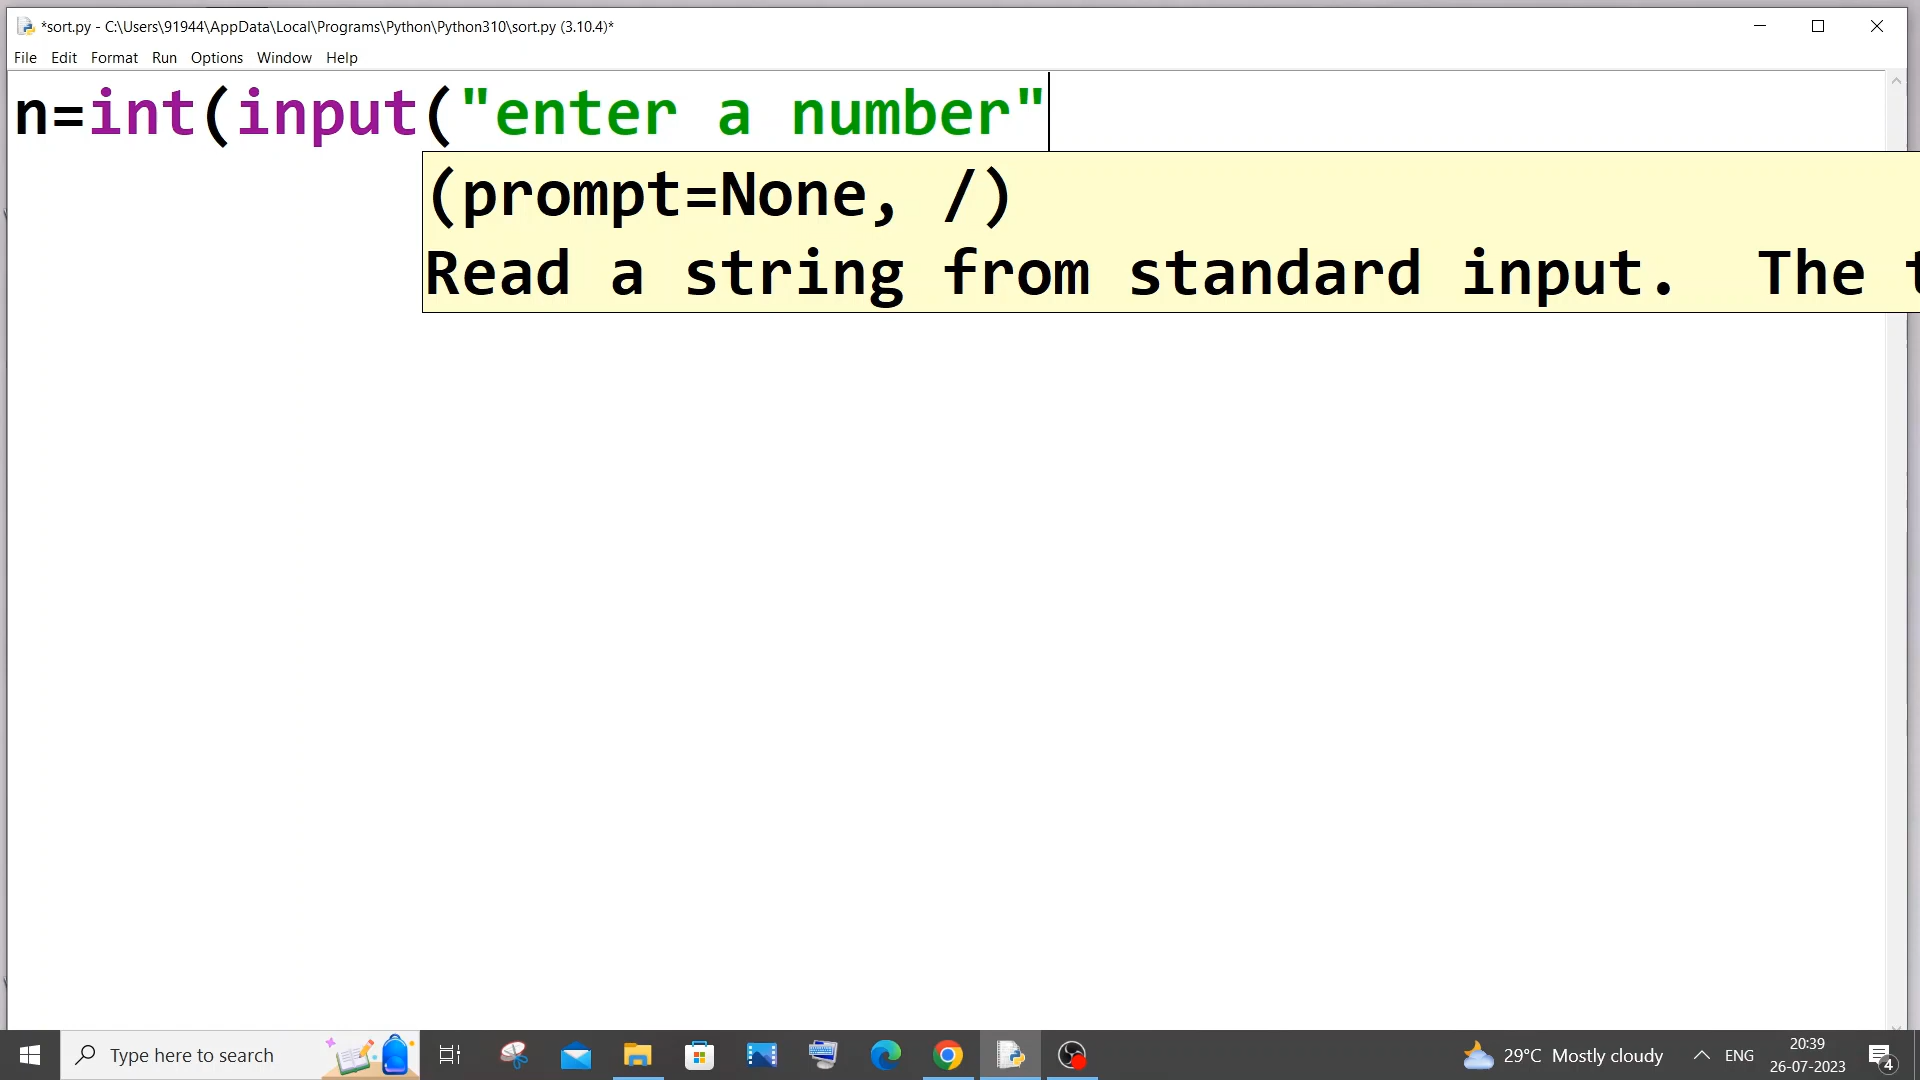 *sort.py - C:\Users\91944\AppData\Local\Programs\Python\Python310\sort.py (3.10.4)*
File Edit Format Run Options Window Help
n=int(input("enter a number"
(prompt=None, /)
Read a string from standard input.  The t
Type here to search
29°C Mostly cloudy
ENG
20:39
26-07-2023
4